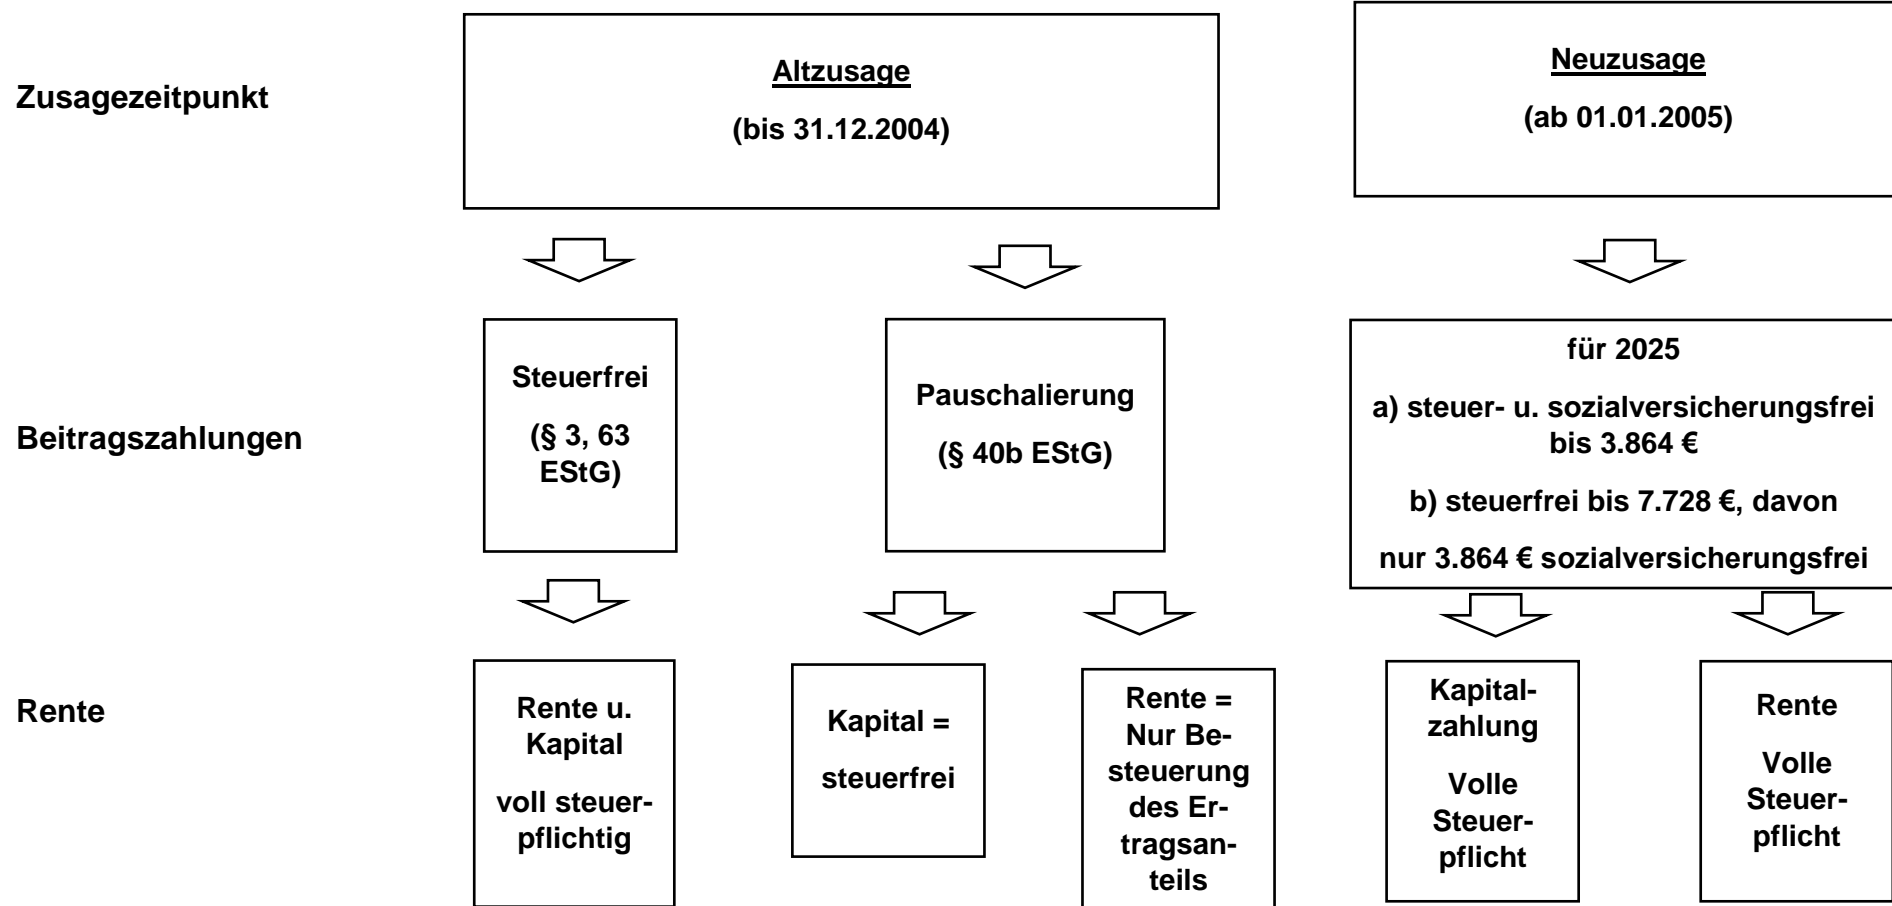 Zusagezeitpunkt
Altzusage
(bis 31.12.2004)
Neuzusage
(ab 01.01.2005)
Beitragszahlungen
Steuerfrei
(§ 3, 63
EStG)
Pauschalierung
(§ 40b EStG)
für 2025
a) steuer- u. sozialversicherungsfrei
bis 3.864 €
b) steuerfrei bis 7.728 €, davon
nur 3.864 € sozialversicherungsfrei
Rente
Rente u.
Kapital
voll steuer-
pflichtig
Kapital =
steuerfrei
Rente =
Nur Be-
steuerung
des Er-
tragsan-
teils
Kapital-
zahlung
Volle
Steuer-
pflicht
Rente
Volle
Steuer-
pflicht